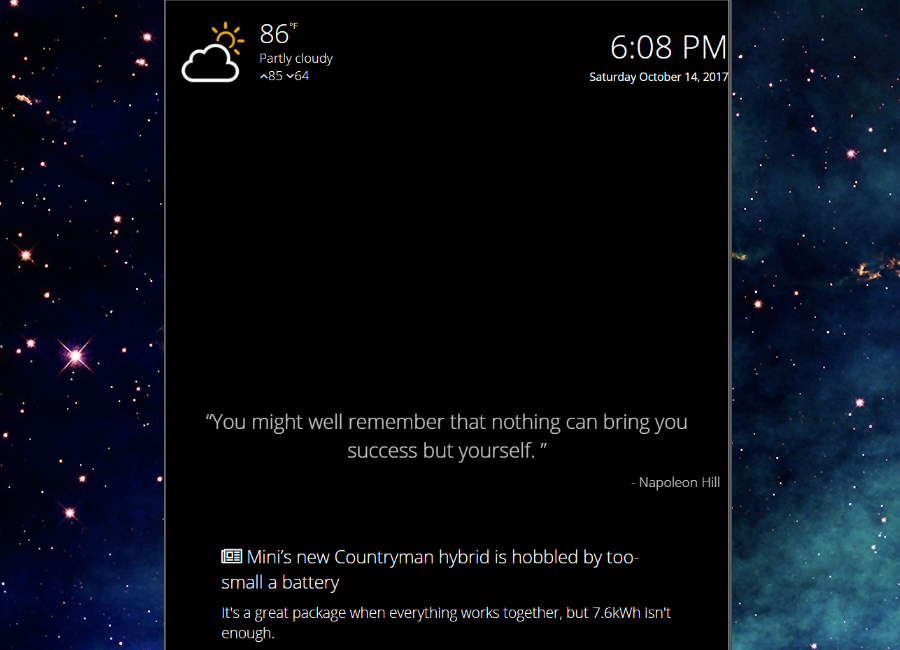 86°F
Partly cloudy
85 64
6:08 PM
Saturday October 14, 2017
“You might well remember that nothing can bring you
success but yourself. ”
- Napoleon Hill
Mini’s new Countryman hybrid is hobbled by too-
small a battery
It's a great package when everything works together, but 7.6kWh isn't
enough.